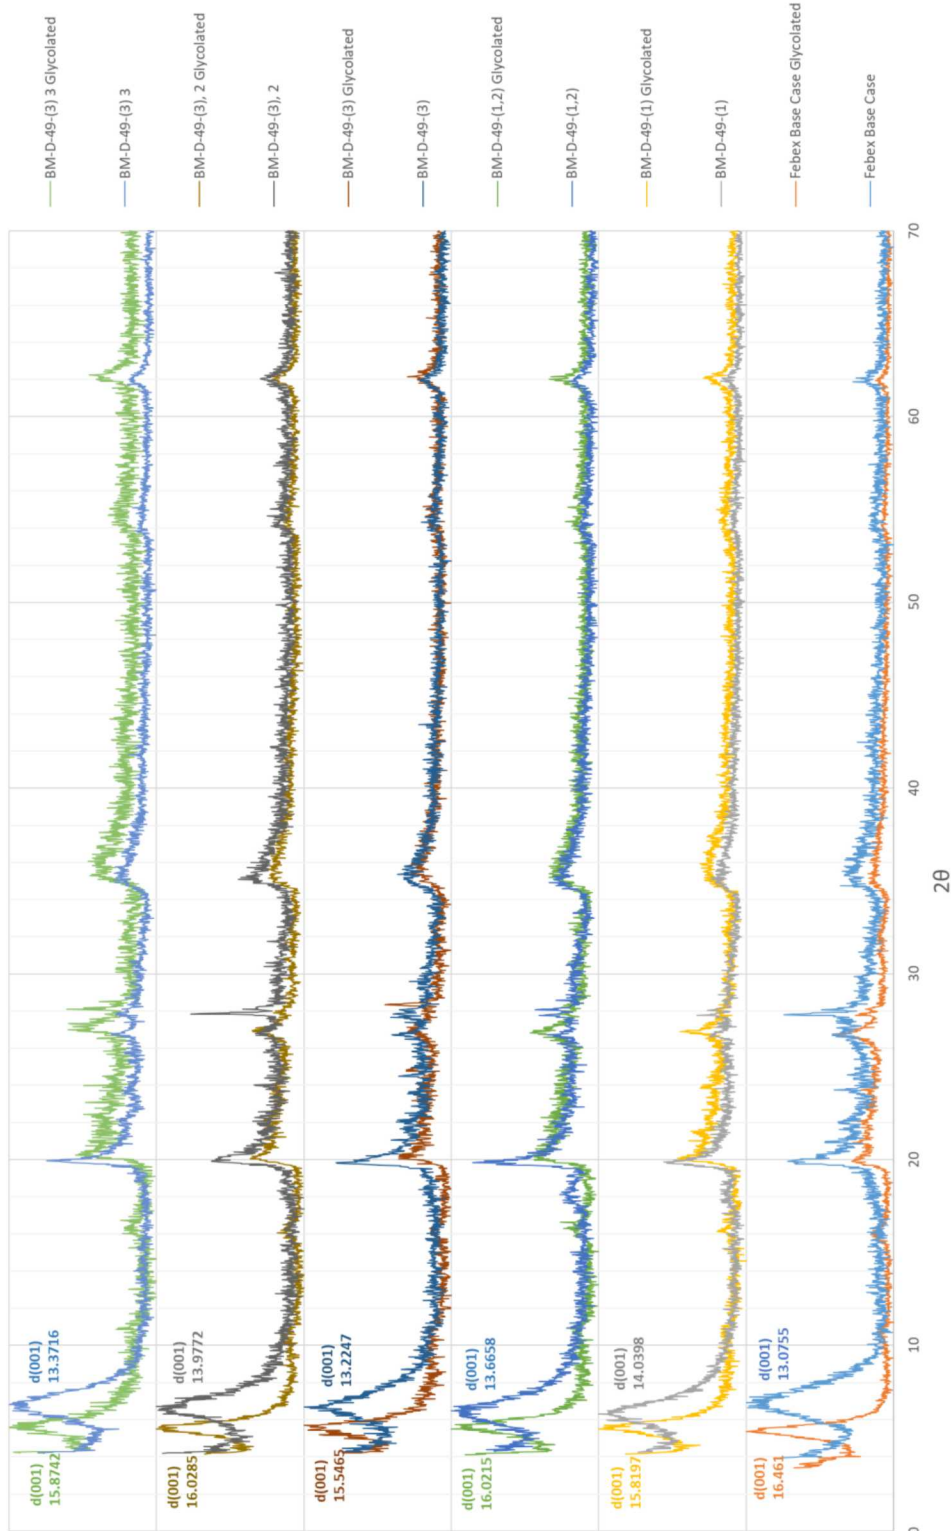 BM-D-49-(3) 3 Glycolated
BM-D-49-(3) 3
BM-D-49-(3), 2 Glycolated
BM-D-49-(3), 2
BM-D-49-(3) Glycolated
BM-D-49-(3)
BM-D-49-(1,2) Glycolated
BM-D-49-(1,2)
BM-D-49-(1) Glycolated
BM-D-49-(1)
Febex Base Case Glycolated
Febex Base Case
d(001)
15.8742
d(001)
13.3716
d(001)
16.0285
d(001)
13.9772
d(001)
15.5465
d(001)
13.2247
d(001)
16.0215
d(001)
13.6658
d(001)
15.8197
d(001)
14.0398
d(001)
16.461
d(001)
13.0755
0
10
20
30
40
50
60
70
2θ